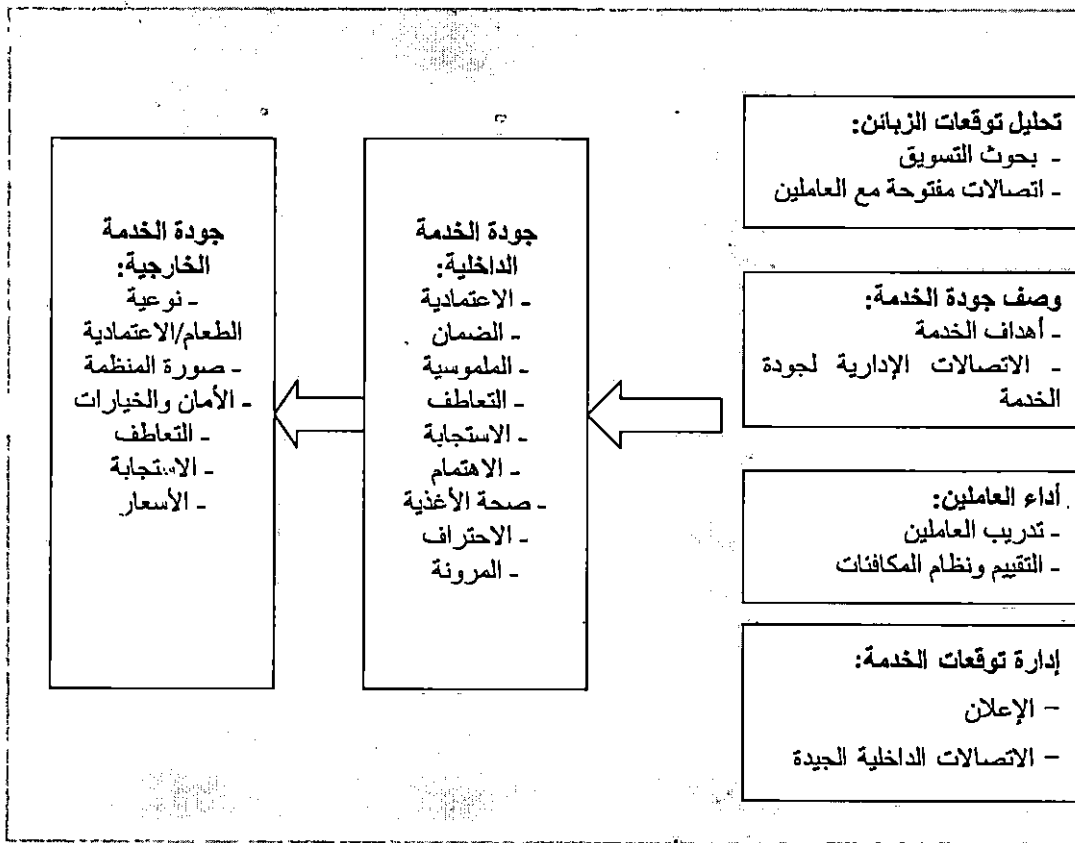 تحليل توقعات الزبائن:
- بحوث التسويق
- اتصالات مفتوحة مع العاملين
وصف جودة الخدمة:
- أهداف الخدمة
- الاتصالات الإدارية لجودة
الخدمة
أداء العاملين:
- تدريب العاملين
- التقييم ونظام المكافئات
إدارة توقعات الخدمة:
- الإعلان
- الاتصالات الداخلية الجيدة
جودة الخدمة
الداخلية:
- الاعتمادية
- الضمان
- الملموسية
- التعاطف
- الاستجابة
- الاهتمام
- صحة الأغذية
- الاحتراف
- المرونة
جودة الخدمة
الخارجية:
- نوعية
الطعام/الاعتمادية
- صورة المنظمة
- الأمان والخيارات
- التعاطف
- الاستجابة
- الأسعار